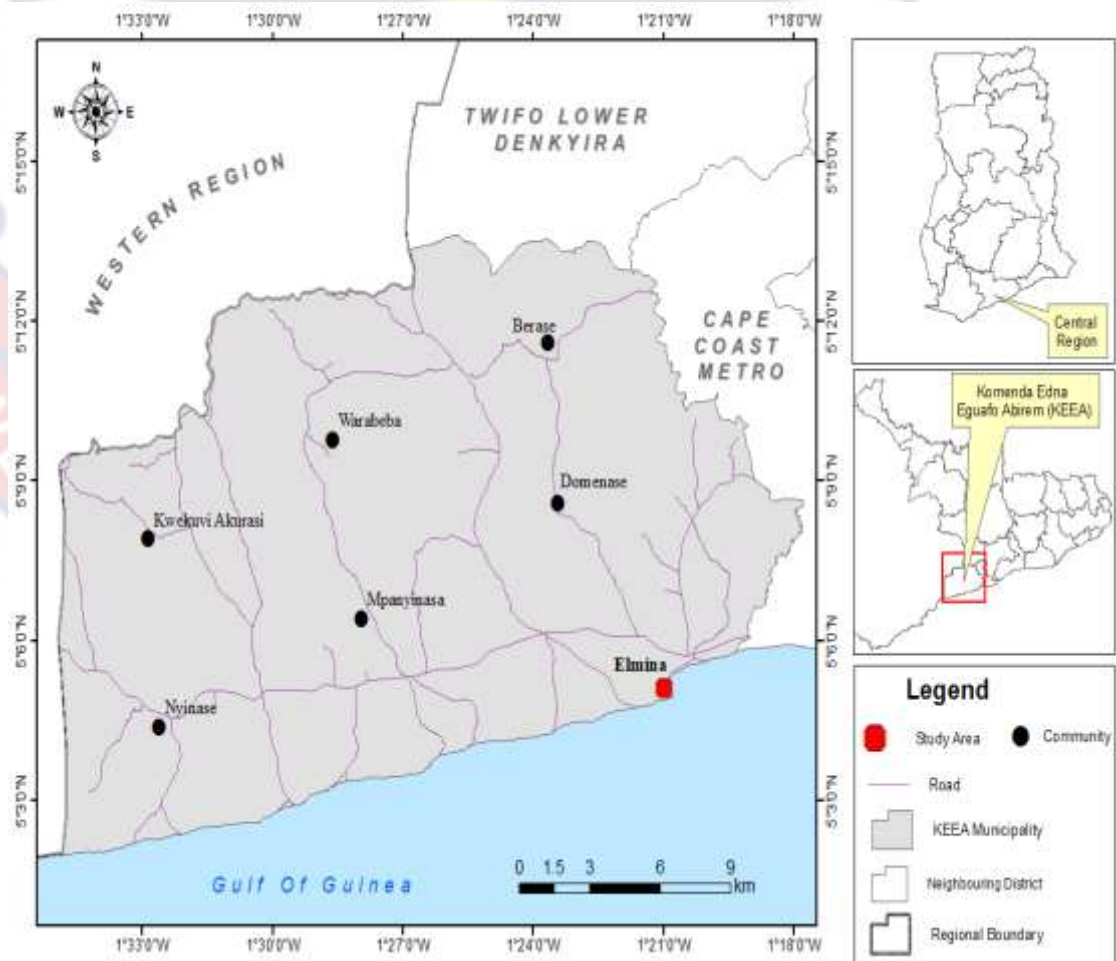 1°33'0"W 1°30'0"W 1°27'0"W 1°24'0"W 1°21'0"W 1°18'0"W
N
W E
S
5°15'0"N
5°12'0"N
5°9'0"N
5°6'0"N
5°3'0"N
WESTERN REGION
TWIFO LOWER
DENKYIRA
CAPE
COAST
METRO
Berase
Warabeba
Domenase
Kwekuvi Akurasi
Mpanyinasa
Elmina
Nyinase
Gulf Of Guinea
0 1.5 3 6 9
km
5°15'0"N
5°12'0"N
5°9'0"N
5°6'0"N
5°3'0"N
1°33'0"W 1°30'0"W 1°27'0"W 1°24'0"W 1°21'0"W 1°18'0"W
Central
Region
Komenda Edna
Eguafo Abirem (KEEA)
Legend
Study Area Community
Road
KEEA Municipality
Neighbouring District
Regional Boundary